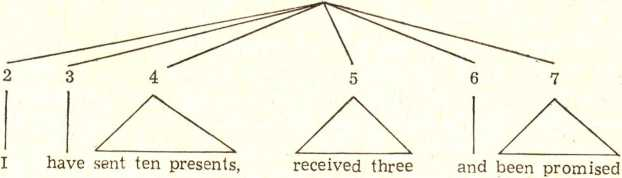 2 3 4 5 6 7
I have sent ten presents, received three and been promised